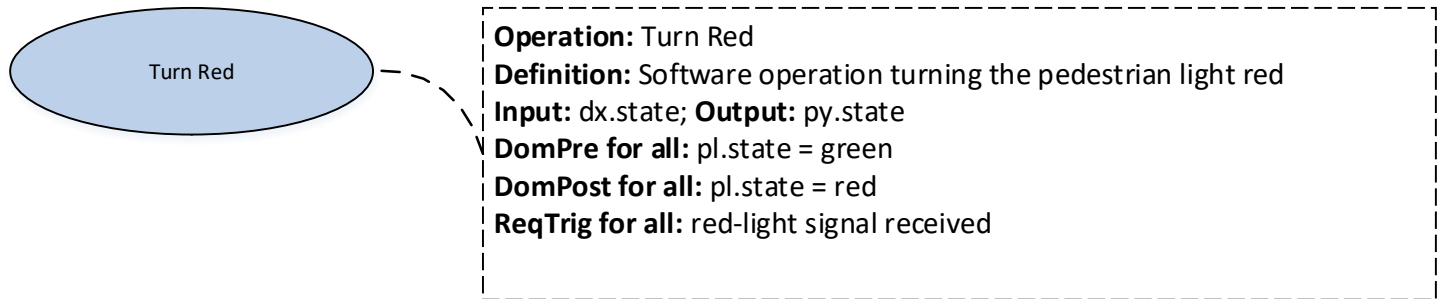 Turn Red
Operation: Turn Red
Definition: Software operation turning the pedestrian light red
Input: dx.state; Output: py.state
DomPre for all: pl.state = green
DomPost for all: pl.state = red
ReqTrig for all: red-light signal received